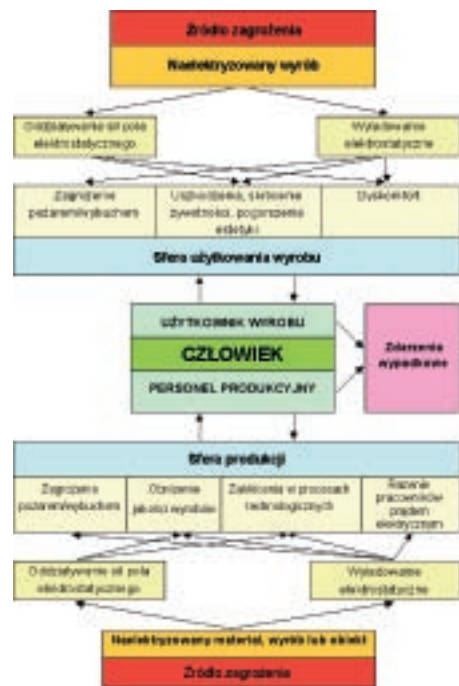 Źródło zagrożenia
Naelektryzowany wyrób
Oddziaływanie sił pola
elektrostatycznego
Wyładowanie
elektrostatyczne
Zagrożenie
pożarem/wybuchem
Uszkodzenia, skrócenie
żywotności, pogorszenie
estetyki
Dyskomfort
Sfera użytkowania wyrobu
UŻYTKOWNIK WYROBU
CZŁOWIEK
PERSONEL PRODUKCYJNY
Zdarzenia
wypadkowe
Sfera produkcji
Zagrożenie
pożarem/wybuchem
Obniżenie
jakości wyrobów
Zakłócenia w procesach
technologicznych
Rażenie
pracowników
prądem
elektrycznym
Oddziaływanie sił pola
elektrostatycznego
Wyładowanie
elektrostatyczne
Naelektryzowany materiał, wyrób lub obiekt
Źródło zagrożenia